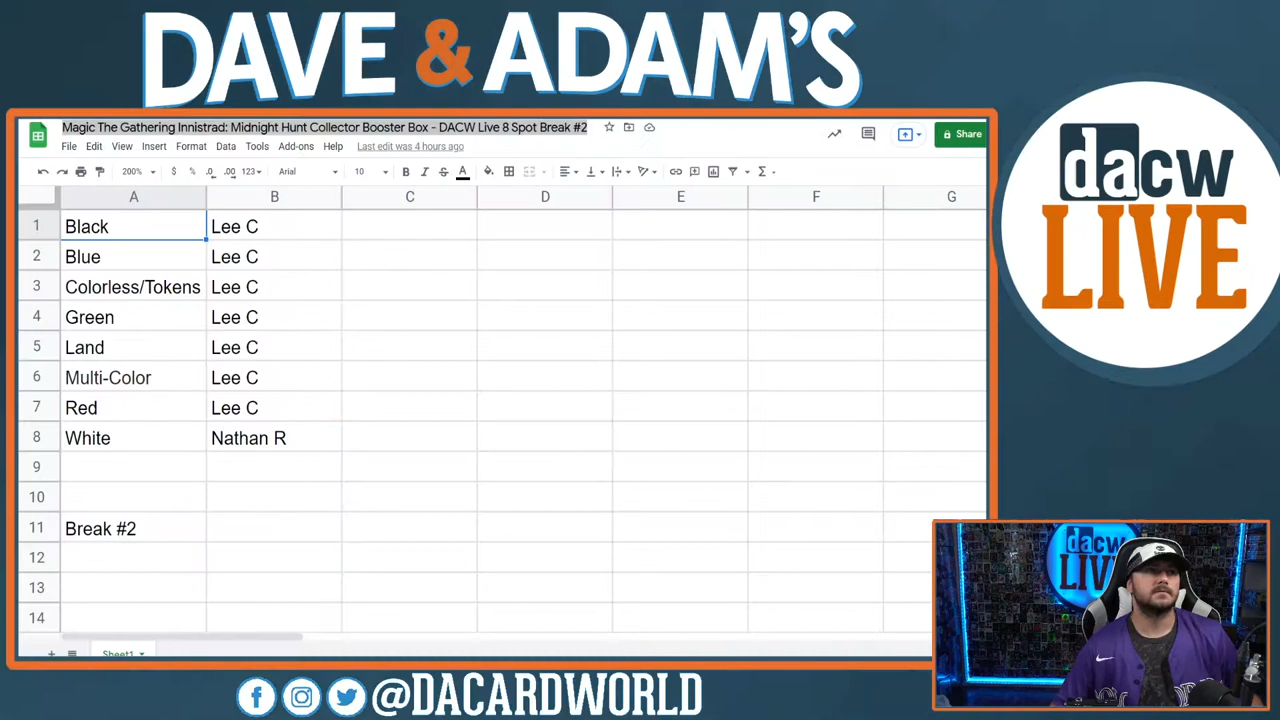 DAVE & ADAM'S
Magic The Gathering Innistrad: Midnight Hunt Collector Booster Box - DACW Live 8 Spot Break #2
File Edit View Insert Format Data Tools Add-ons Help Last edit was 4 hours ago
Share
200% $ % .0 .00 123 Arial 10 B I S A
A B C D E F G
1 Black Lee C
2 Blue Lee C
3 Colorless/Tokens Lee C
4 Green Lee C
5 Land Lee C
6 Multi-Color Lee C
7 Red Lee C
8 White Nathan R
9
10
11 Break #2
12
13
14
Sheet1
dacw
LIVE
dacw
LIVE
@DACARDWORLD